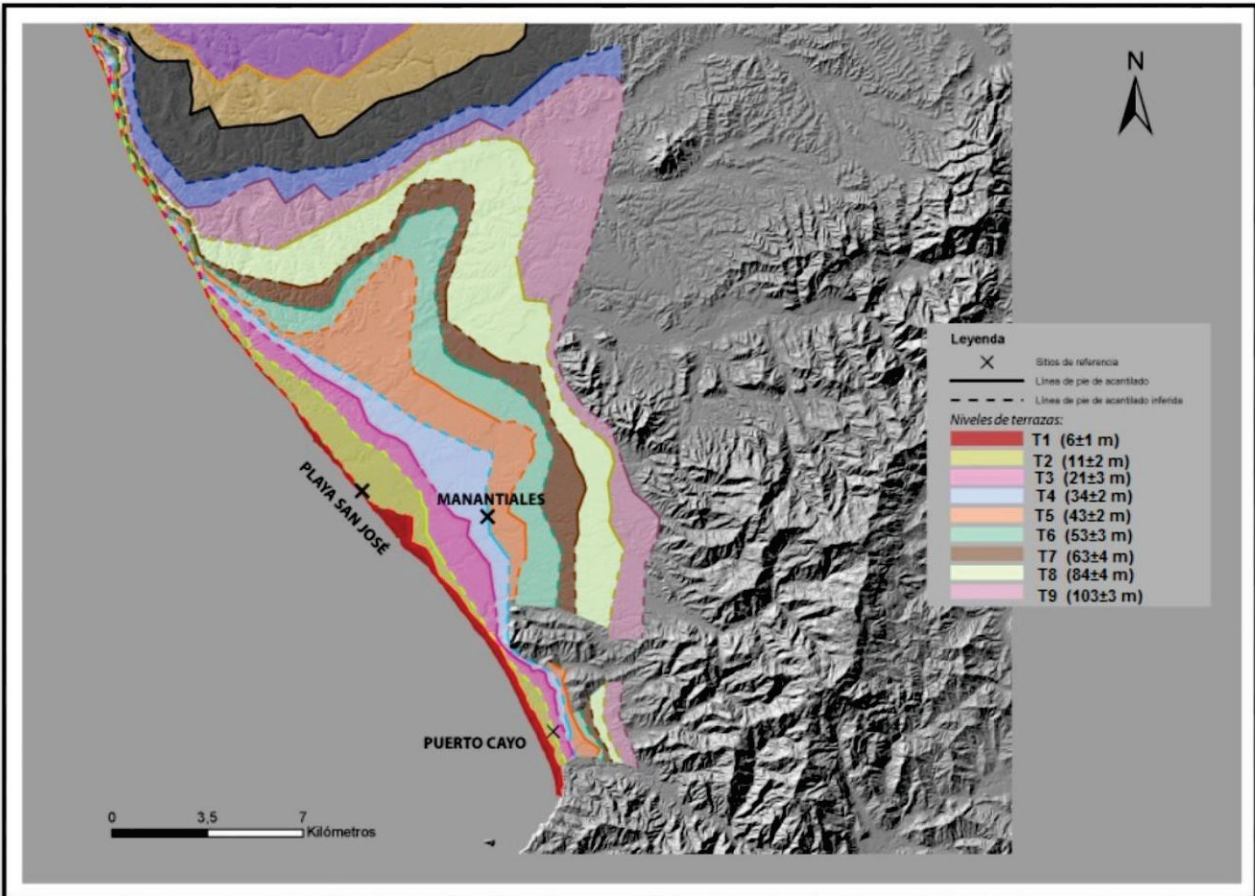 N
PLAYA SAN JOSÉ
MANANTIALES
PUERTO CAYO
0 3,5 7
Kilómetros
Leyenda
Sitios de referencia
Línea de pie de acantilado
Línea de pie de acantilado inferida
Niveles de terrazas:
T1 (6±1 m)
T2 (11±2 m)
T3 (21±3 m)
T4 (34±2 m)
T5 (43±2 m)
T6 (53±3 m)
T7 (63±4 m)
T8 (84±4 m)
T9 (103±3 m)